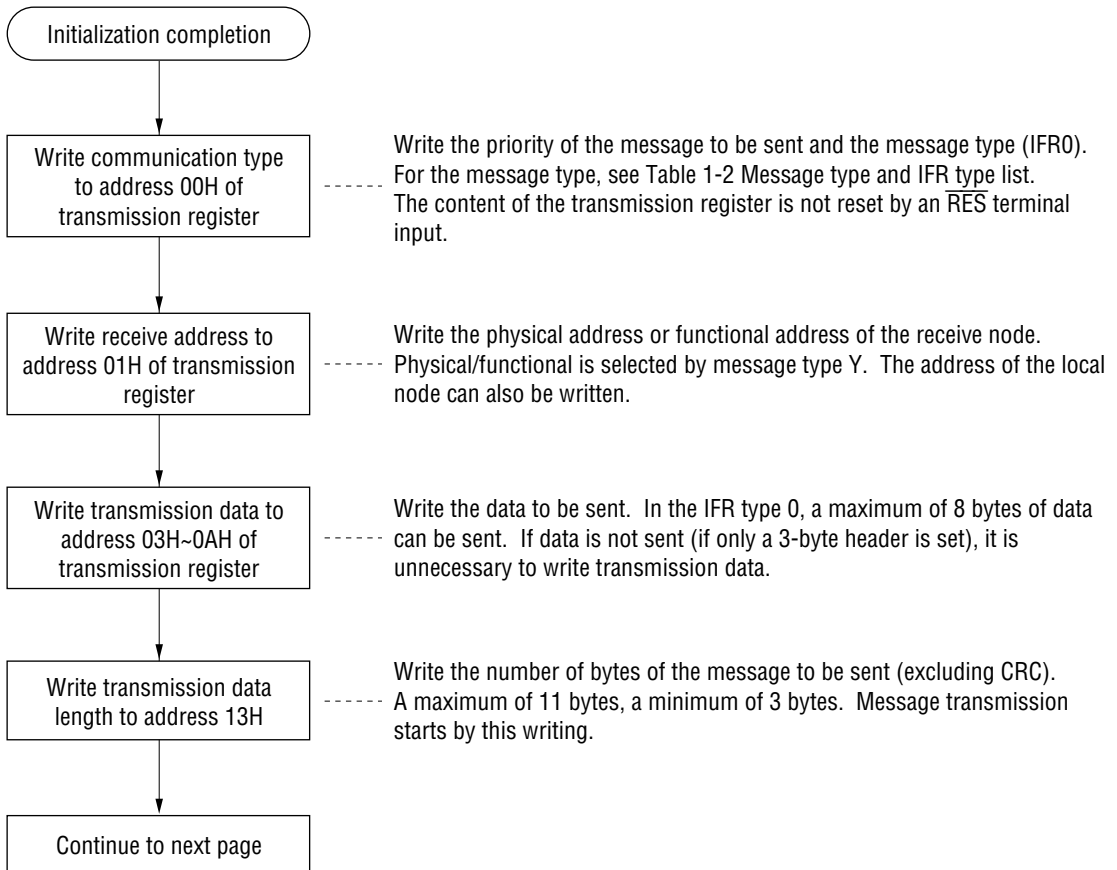 Initialization completion
Write communication type
to address 00H of
transmission register
Write the priority of the message to be sent and the message type (IFR0).
For the message type, see Table 1-2 Message type and IFR type list.
The content of the transmission register is not reset by an R̅E̅S̅ terminal
input.
Write receive address to
address 01H of transmission
register
Write the physical address or functional address of the receive node.
Physical/functional is selected by message type Y. The address of the local
node can also be written.
Write transmission data to
address 03H~0AH of
transmission register
Write the data to be sent. In the IFR type 0, a maximum of 8 bytes of data
can be sent. If data is not sent (if only a 3-byte header is set), it is
unnecessary to write transmission data.
Write transmission data
length to address 13H
Write the number of bytes of the message to be sent (excluding CRC).
A maximum of 11 bytes, a minimum of 3 bytes. Message transmission
starts by this writing.
Continue to next page